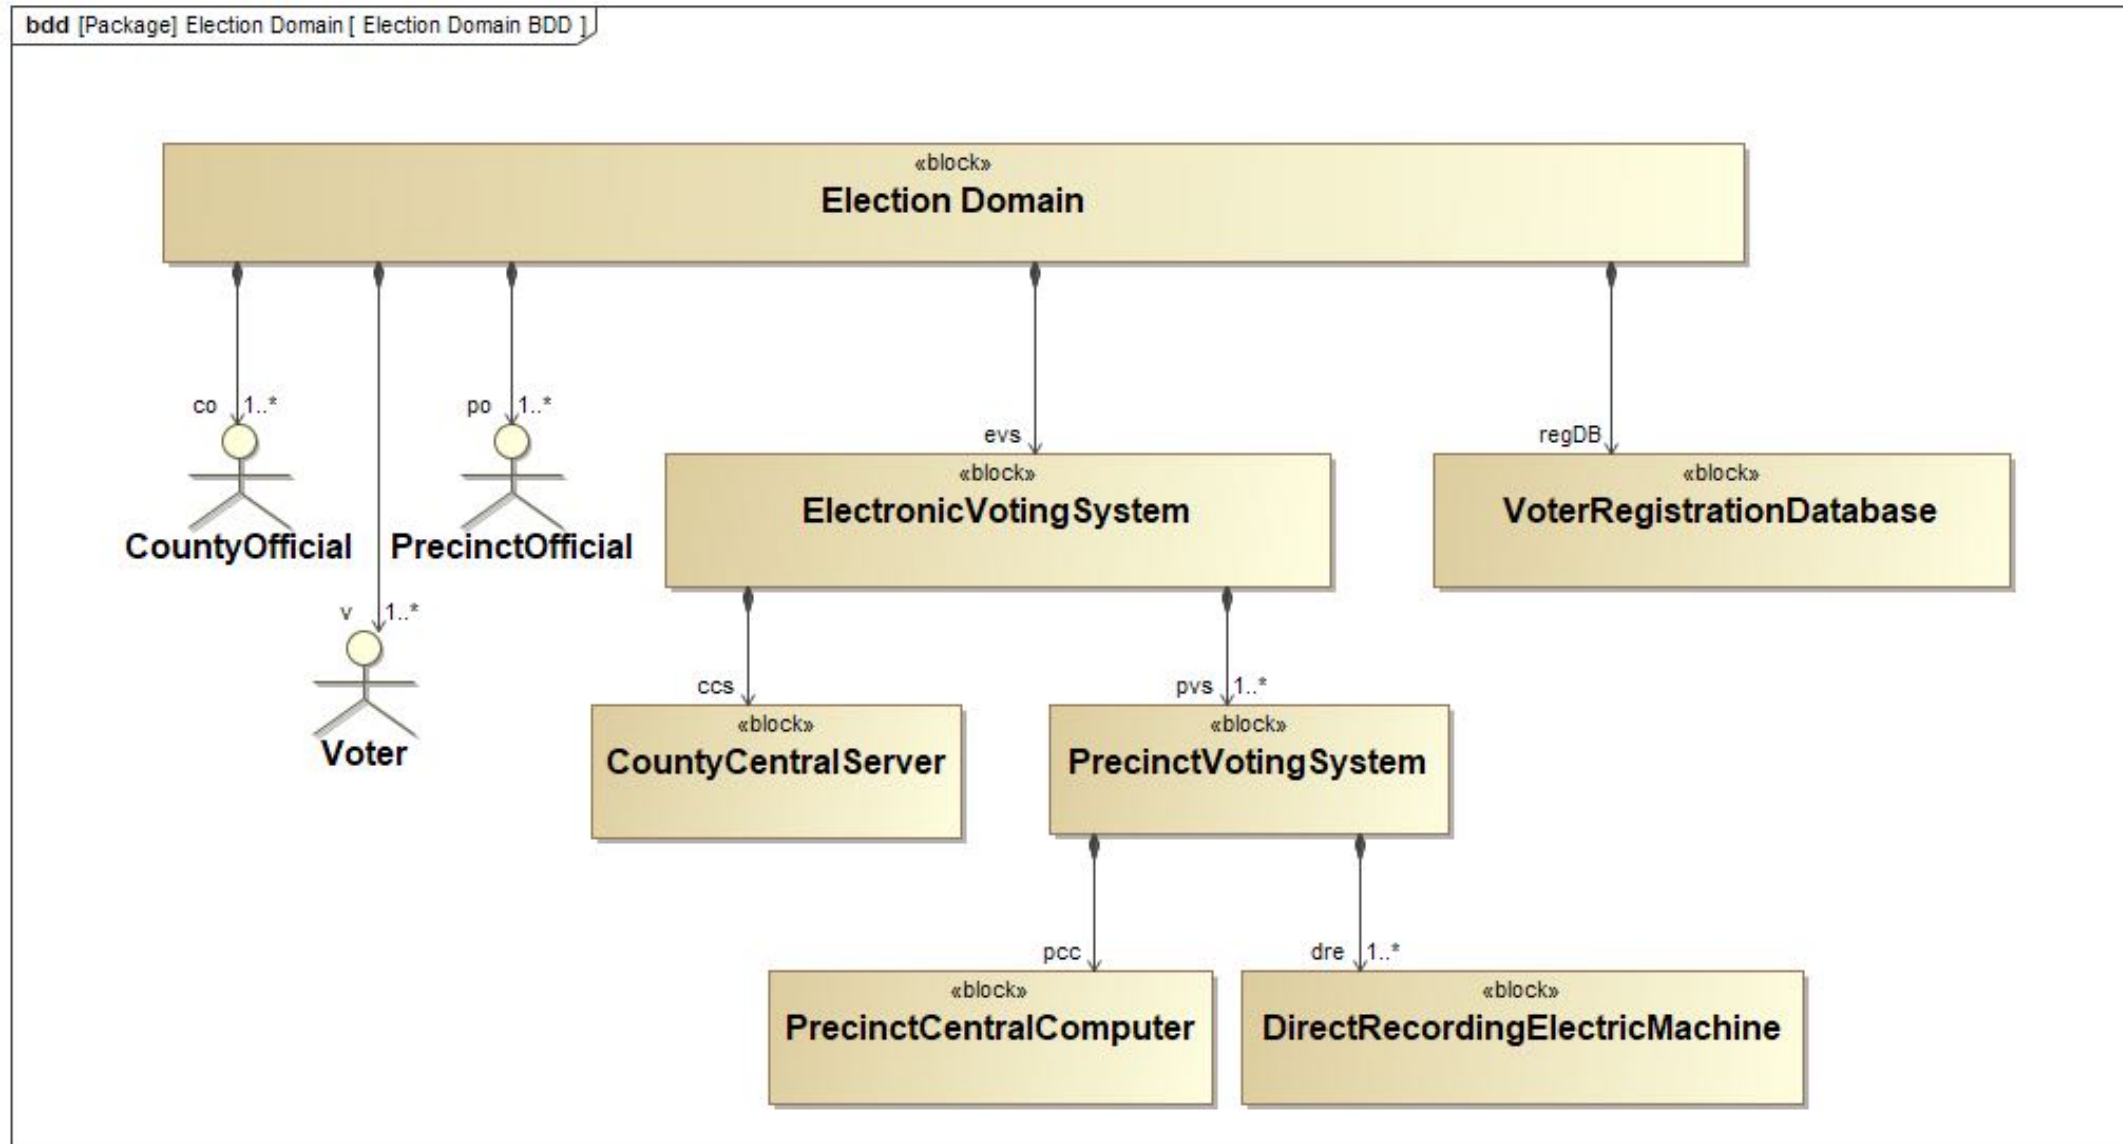 bdd [Package] Election Domain [ Election Domain BDD ]
«block»
Election Domain
co 1..*
po 1..*
evs
regDB
CountyOfficial
PrecinctOfficial
«block»
ElectronicVotingSystem
«block»
VoterRegistrationDatabase
v 1..*
Voter
ccs
pvs 1..*
«block»
CountyCentralServer
«block»
PrecinctVotingSystem
pcc
dre 1..*
«block»
PrecinctCentralComputer
«block»
DirectRecordingElectricMachine